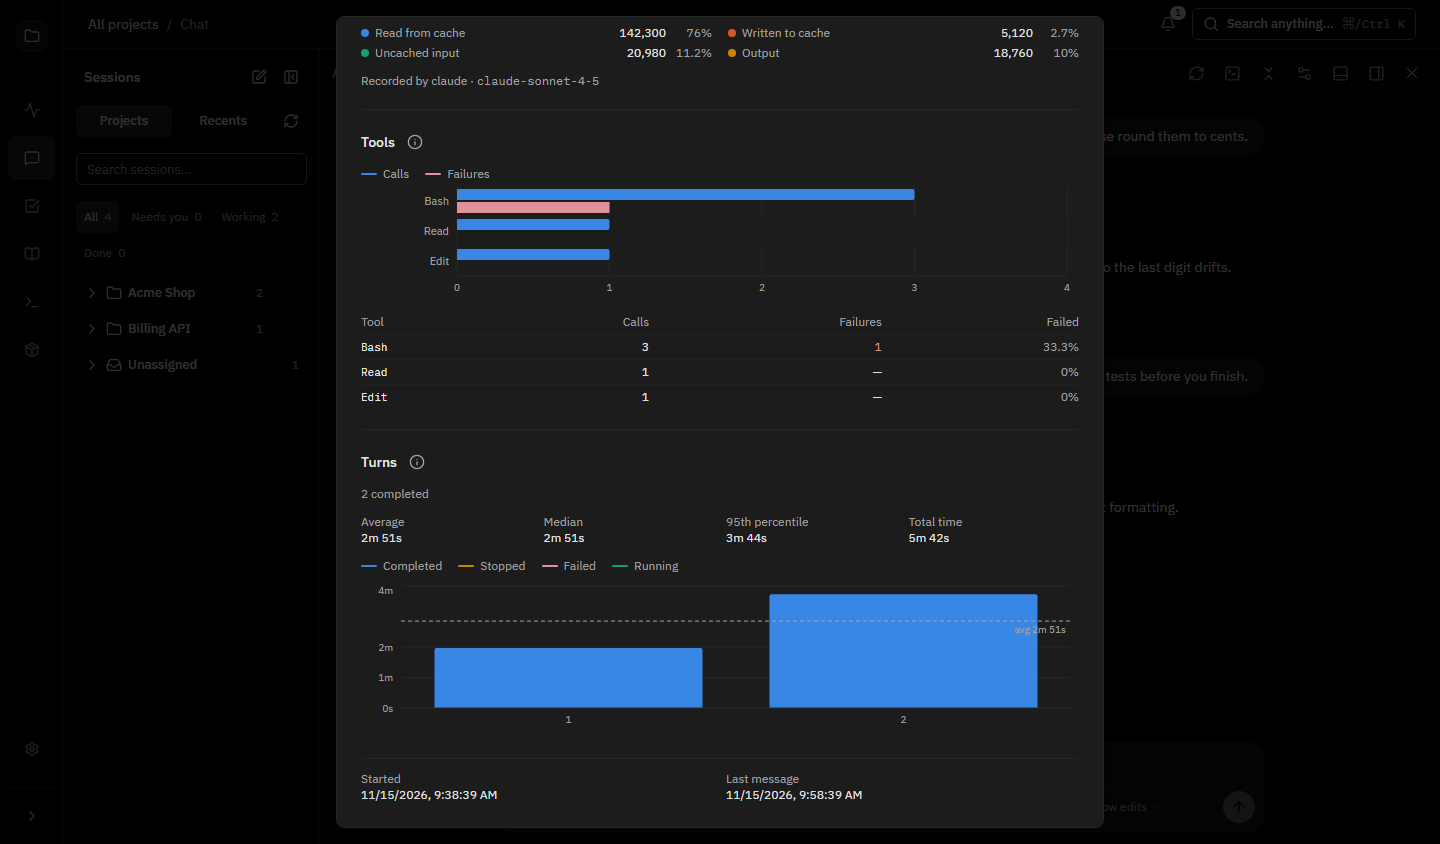 All projects / Chat
1
Search anything... ⌘/Ctrl K
Sessions
Projects
Recents
Search sessions...
All 4
Needs you 0
Working 2
Done 0
Acme Shop 2
Billing API 1
Unassigned 1
Read from cache 142,300 76%
Written to cache 5,120 2.7%
Uncached input 20,980 11.2%
Output 18,760 10%
Recorded by claude · claude-sonnet-4-5
Tools
Calls
Failures
Bash
Read
Edit
0 1 2 3 4
Tool Calls Failures Failed
Bash 3 1 33.3%
Read 1 — 0%
Edit 1 — 0%
Turns
2 completed
Average Median 95th percentile Total time
2m 51s 2m 51s 3m 44s 5m 42s
Completed Stopped Failed Running
4m
avg 2m 51s
2m
1m
0s
1 2
Started Last message
11/15/2026, 9:38:39 AM 11/15/2026, 9:58:39 AM
round them to cents.
the last digit drifts.
tests before you finish.
formatting.
edits